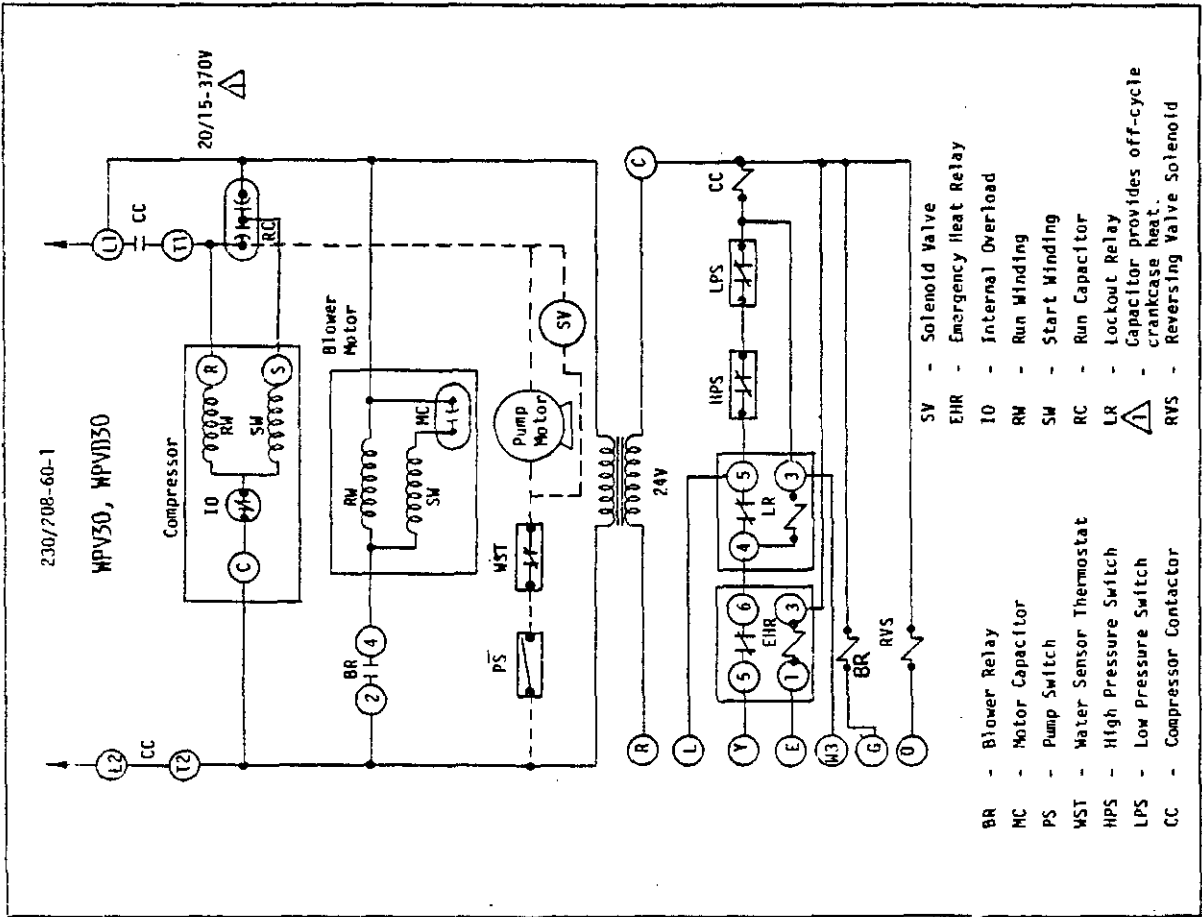 230/208-60-1
WPV30, WPVD30
20/15-370V
1
L2
CC
T2
L1
CC
T1
Compressor
C
IO
RW
SW
R
S
RC
Blower
Motor
2
BR
4
RW
SW
MC
PS
WST
Pump
Motor
SV
24V
R
C
L
Y
5
6
4
5
HPS
LPS
CC
E
1
EHR
3
LR
3
W3
G
BR
O
RVS
BR - Blower Relay
MC - Motor Capacitor
PS - Pump Switch
WST - Water Sensor Thermostat
HPS - High Pressure Switch
LPS - Low Pressure Switch
CC - Compressor Contactor
SV - Solenoid Valve
EHR - Emergency Heat Relay
IO - Internal Overload
RW - Run Winding
SW - Start Winding
RC - Run Capacitor
LR - Lockout Relay
1 - Capacitor provides off-cycle
crankcase heat.
RVS - Reversing Valve Solenoid